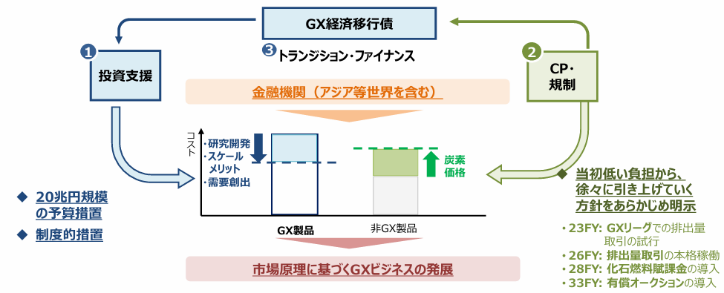 GX経済移行債
❶
投資支援
❸トランジション・ファイナンス
❷
CP・
規制
金融機関（アジア等世界を含む）
コスト
・研究開発
・スケール
メリット
・需要創出
炭素
価格
GX製品
非GX製品
◆ 20兆円規模
の予算措置
◆ 制度的措置
◆ 当初低い負担から、
徐々に引き上げていく
方針をあらかじめ明示
・23FY: GXリーグでの排出量
取引の試行
・26FY: 排出量取引の本格稼働
・28FY: 化石燃料賦課金の導入
・33FY: 有償オークションの導入
市場原理に基づくGXビジネスの発展